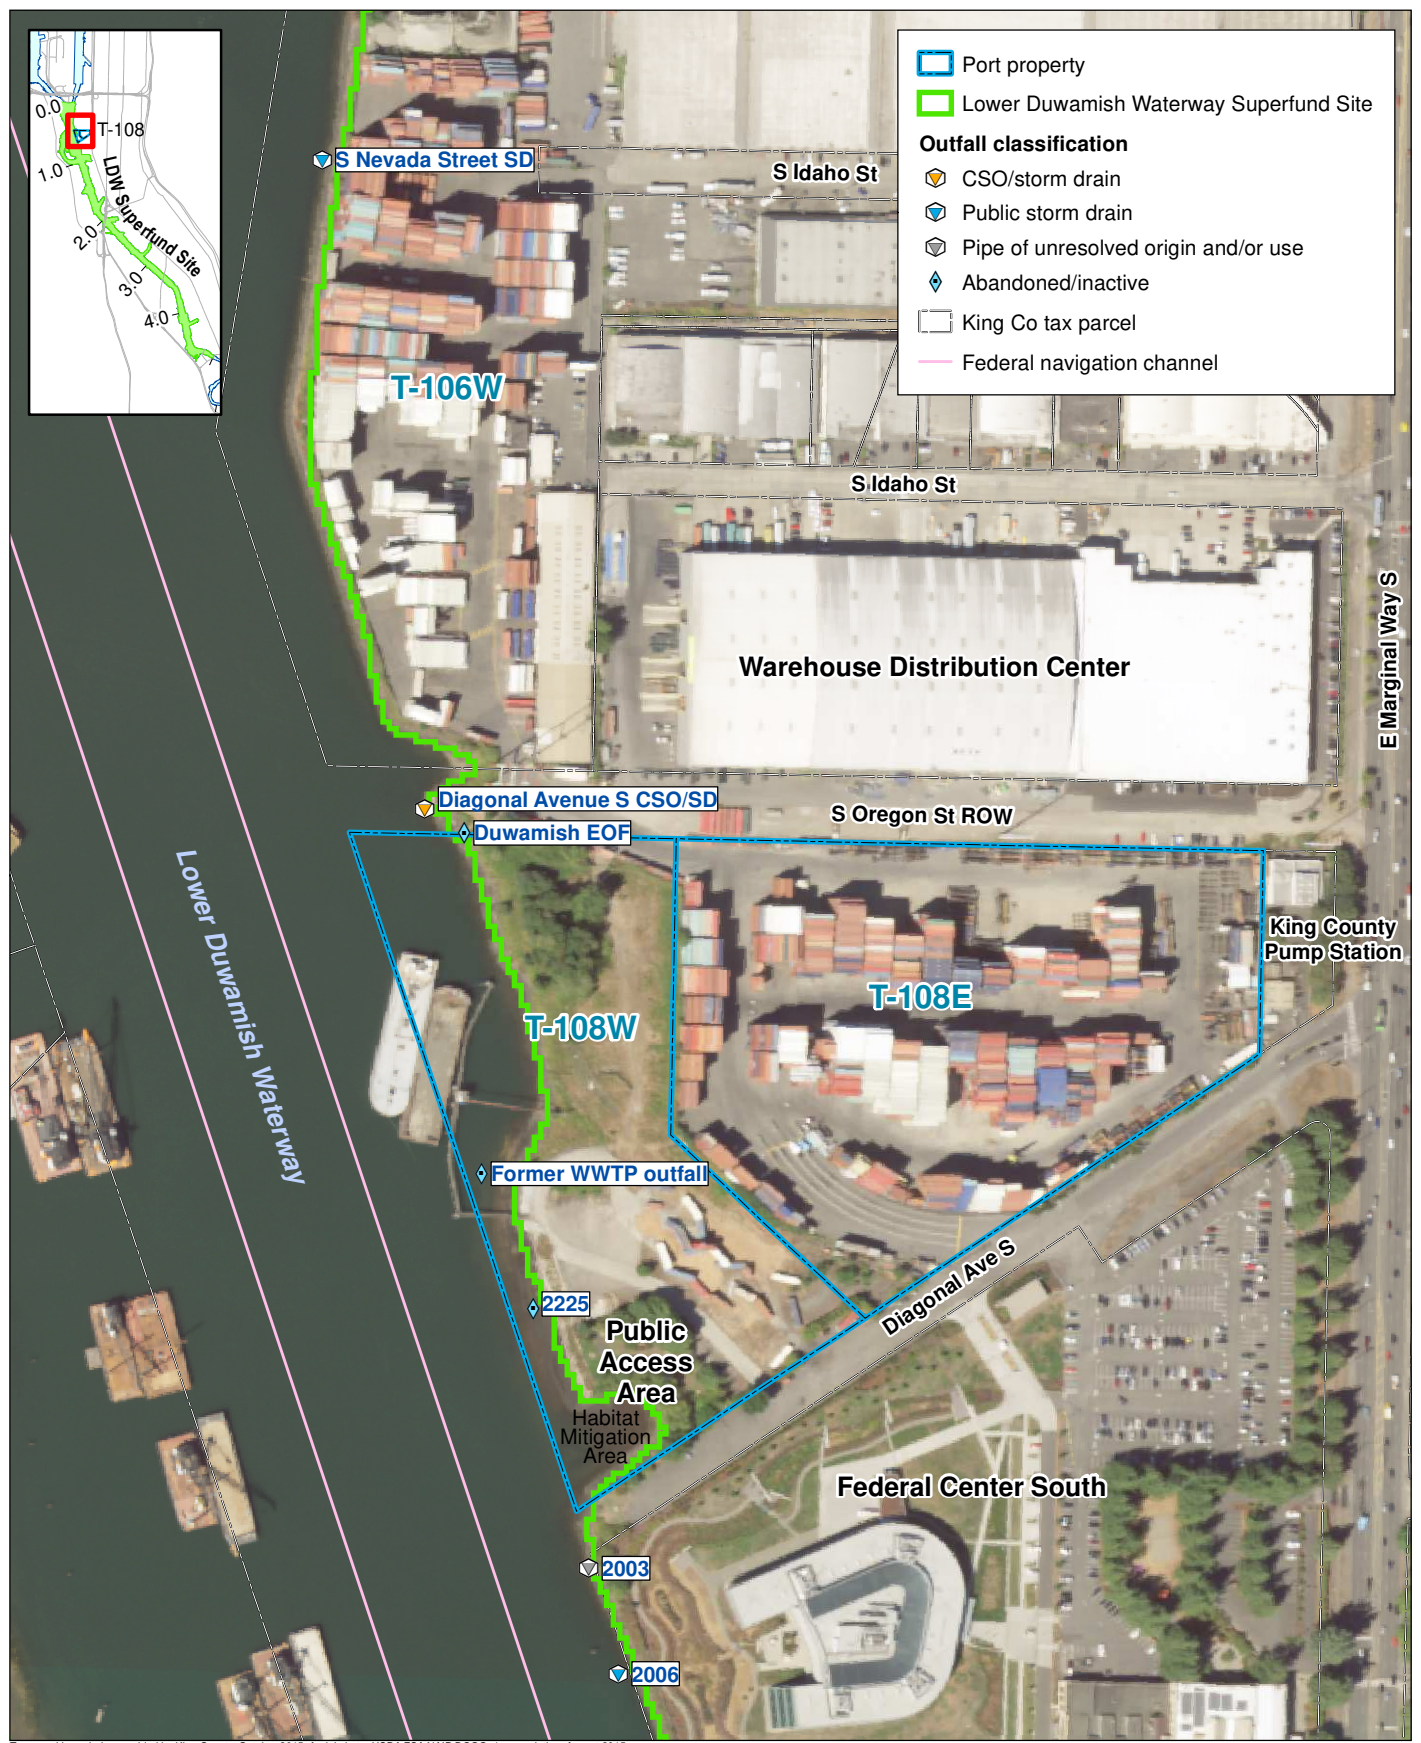 0.0
T-108
1.0
LDW Superfund Site
2.0
3.0
4.0
Port property
Lower Duwamish Waterway Superfund Site
Outfall classification
CSO/storm drain
Public storm drain
Pipe of unresolved origin and/or use
Abandoned/inactive
King Co tax parcel
Federal navigation channel
S Nevada Street SD
S Idaho St
T-106W
S Idaho St
E Marginal Way S
Warehouse Distribution Center
Diagonal Avenue S CSO/SD
S Oregon St ROW
Duwamish EOF
Lower Duwamish Waterway
King County
Pump Station
T-108E
T-108W
Former WWTP outfall
Diagonal Ave S
2225
Public
Access
Area
Habitat
Mitigation
Area
Federal Center South
2003
2006